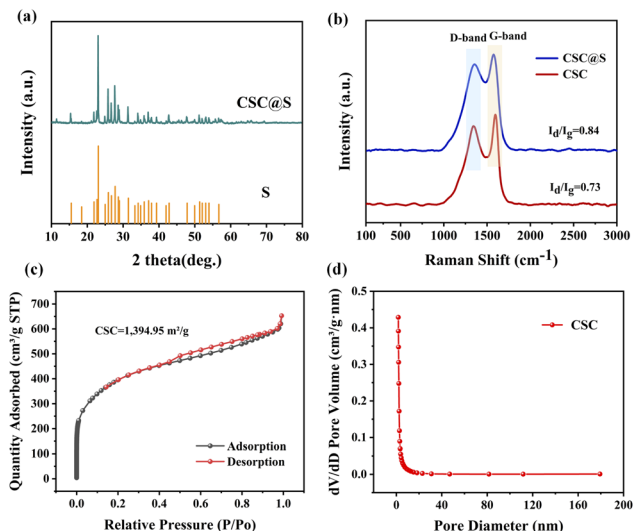 (a)
Intensity (a.u.)
CSC@S
S
10 20 30 40 50 60 70 80
2 theta(deg.)
(b)
Intensity (a.u.)
D-band G-band
CSC@S
CSC
Id/Ig=0.84
Id/Ig=0.73
100 500 1000 1500 2000 2500 3000
Raman Shift (cm⁻¹)
(c)
Quantity Adsorbed (cm³/g STP)
700
600
500
400
300
200
100
0
CSC=1,394.95 m²/g
Adsorption
Desorption
0.0 0.2 0.4 0.6 0.8 1.0
Relative Pressure (P/Po)
(d)
dV/dD Pore Volume (cm³/g·nm)
0.5
0.4
0.3
0.2
0.1
0.0
CSC
0 40 80 120 160 200
Pore Diameter (nm)